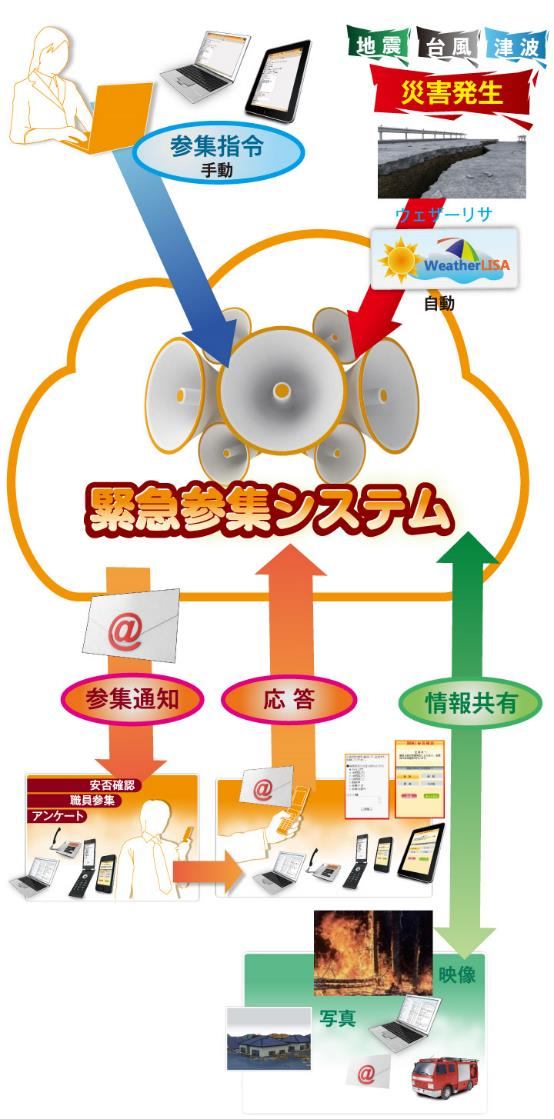 地震 台風 津波
災害発生
参集指令
手動
ウェザーリサ
WeatherLISA
自動
緊急参集システム
@
参集通知
応答
情報共有
安否確認
職員参集
アンケート
@
映像
写真
@